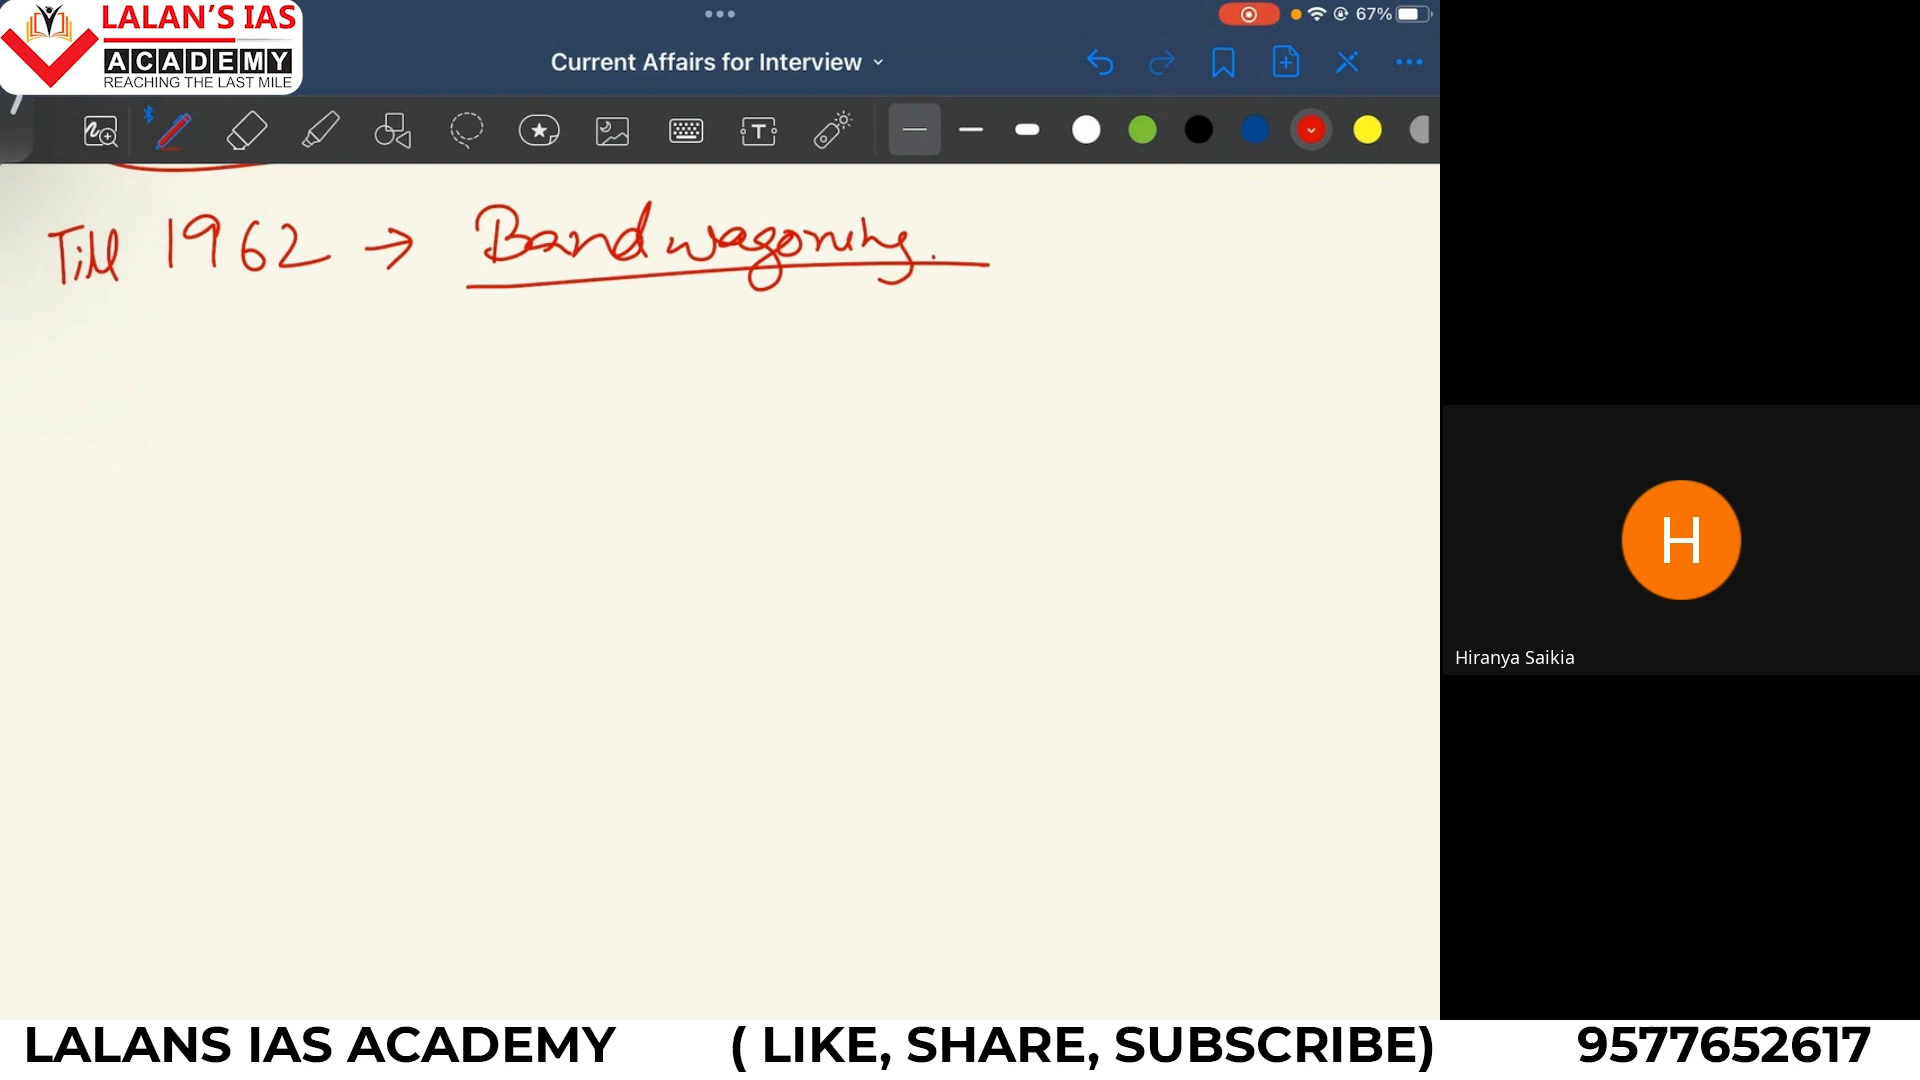 LALAN'S IAS
ACADEMY
REACHING THE LAST MILE
67%
Current Affairs for Interview
T
Till 1962 → Bandwagoning.
H
Hiranya Saikia
LALANS IAS ACADEMY ( LIKE, SHARE, SUBSCRIBE) 9577652617